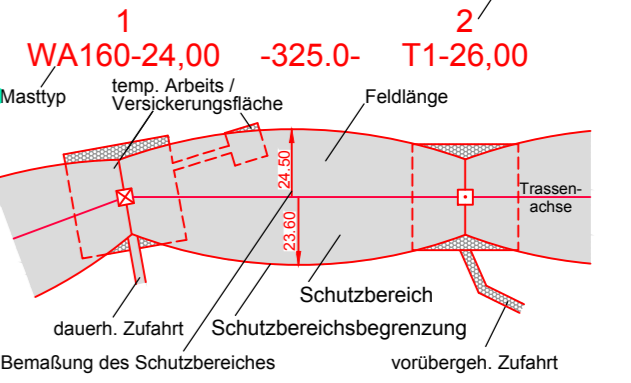 1 2
WA160-24,00 -325.0- T1-26,00
Masttyp
temp. Arbeits /
Versickerungsfläche
Feldlänge
24.50
23.60
Trassen-
achse
Schutzbereich
dauerh. Zufahrt
Schutzbereichsbegrenzung
Bemaßung des Schutzbereiches
vorübergeh. Zufahrt